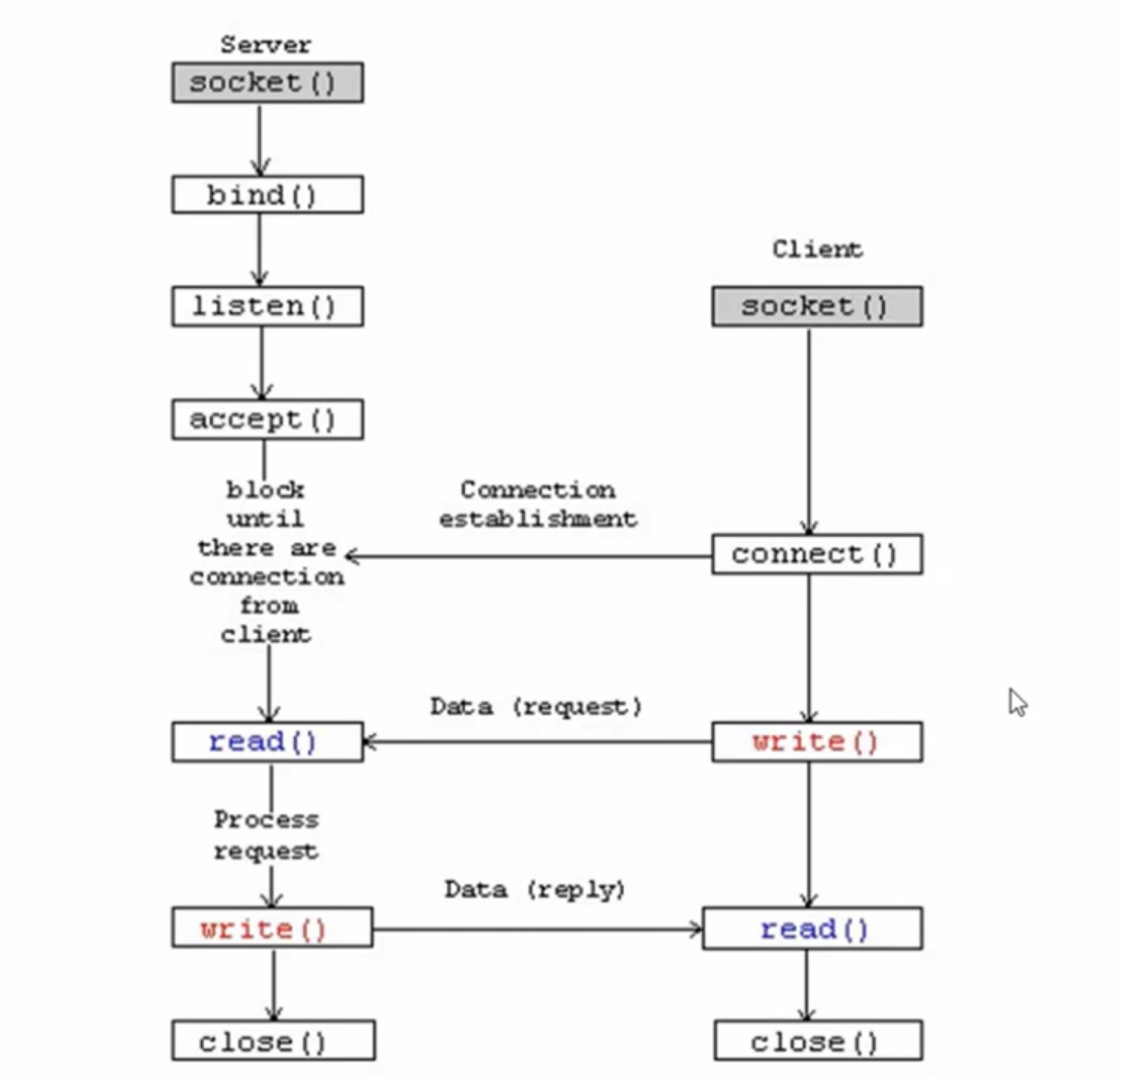 Server
socket()
bind()
listen()
accept()
block
until
there are
connection
from
client
read()
Process
request
write()
close()
Connection
establishment
Data (request)
Data (reply)
Client
socket()
connect()
write()
read()
close()